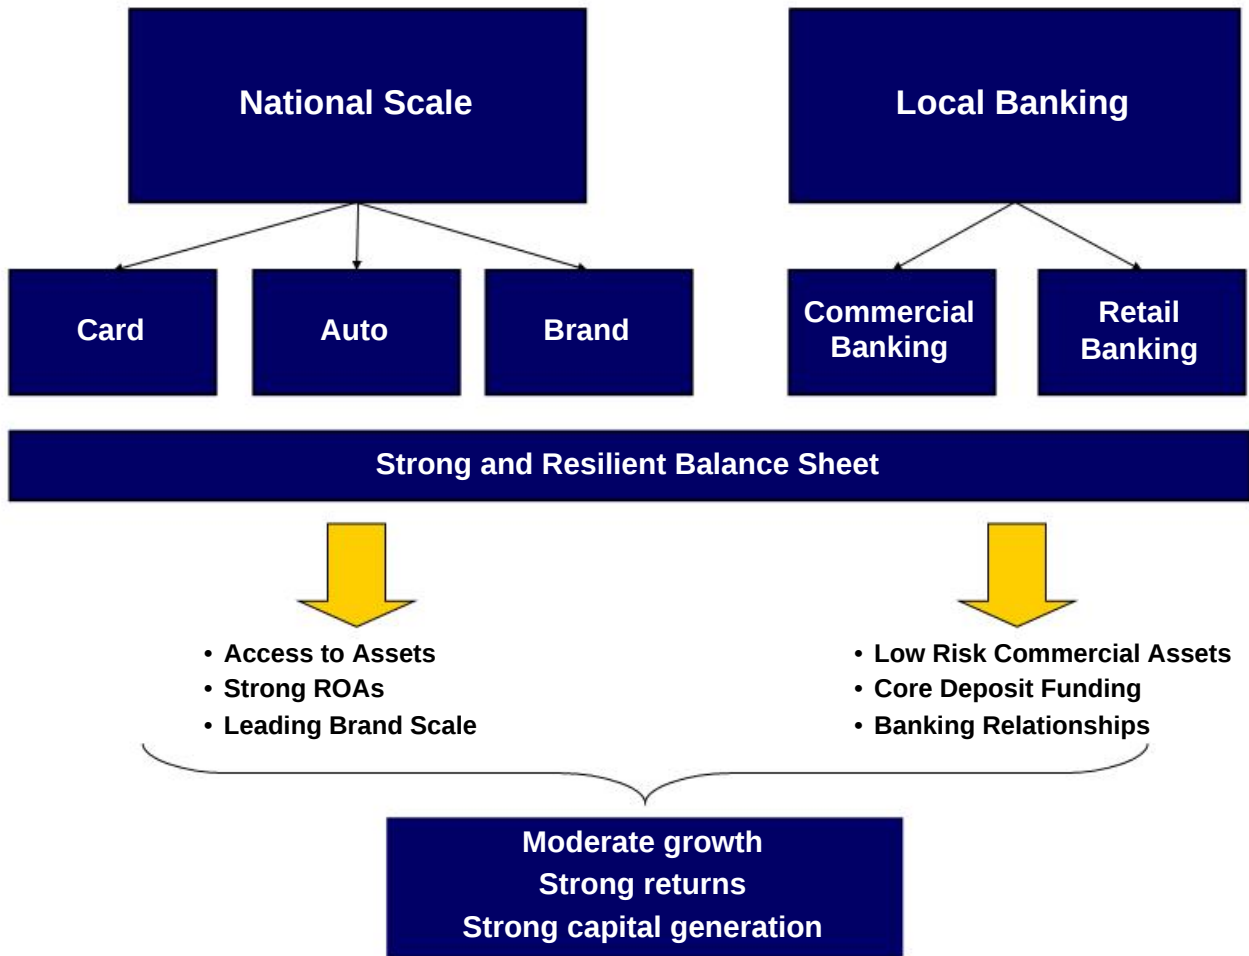 National Scale
Local Banking
Card
Auto
Brand
Commercial
Banking
Retail
Banking
Strong and Resilient Balance Sheet
• Access to Assets
• Strong ROAs
• Leading Brand Scale
• Low Risk Commercial Assets
• Core Deposit Funding
• Banking Relationships
Moderate growth
Strong returns
Strong capital generation